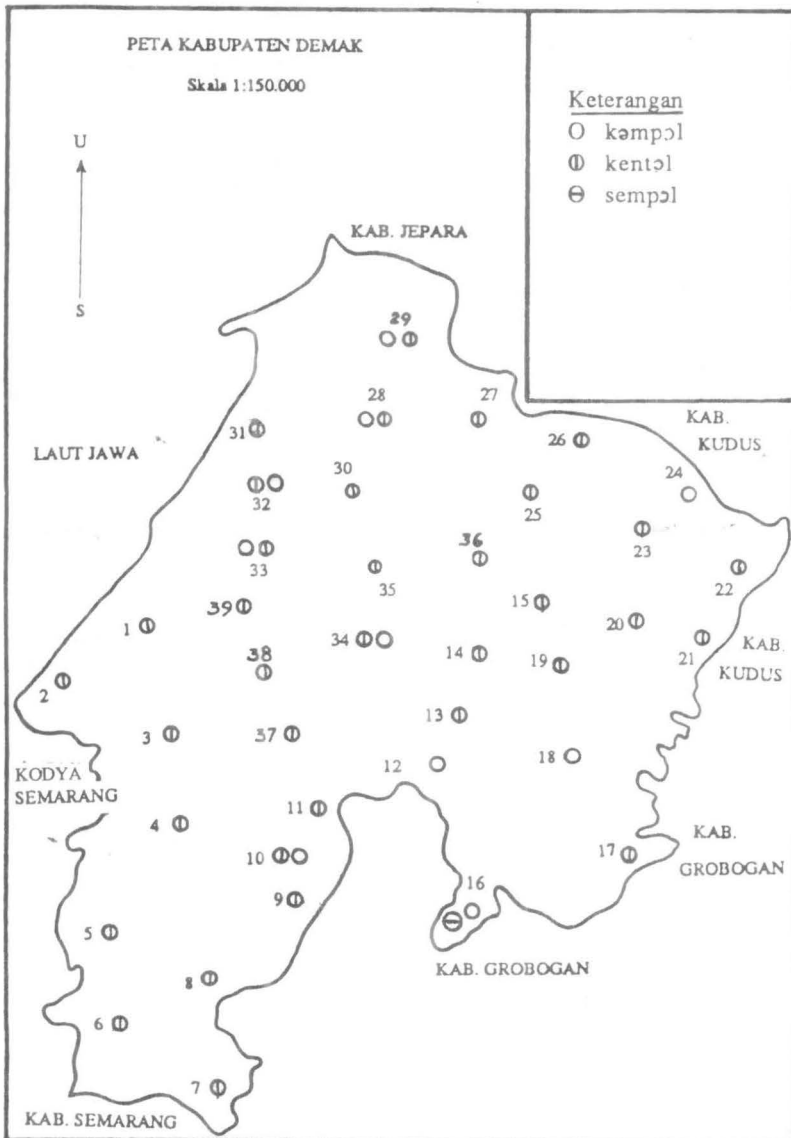 PETA KABUPATEN DEMAK
Skala 1:150.000
Keterangan
kəmpɔl
kentɔl
sempɔl
U
S
KAB. JEPARA
29
28
27
KAB.
KUDUS
31
26
LAUT JAWA
30
24
32
25
23
36
33
35
22
39
15
1
20
34
14
21
KAB.
KUDUS
38
19
2
13
3
37
12
18
KODYA
SEMARANG
11
4
KAB.
GROBOGAN
10
17
16
9
5
KAB. GROBOGAN
8
6
7
KAB. SEMARANG